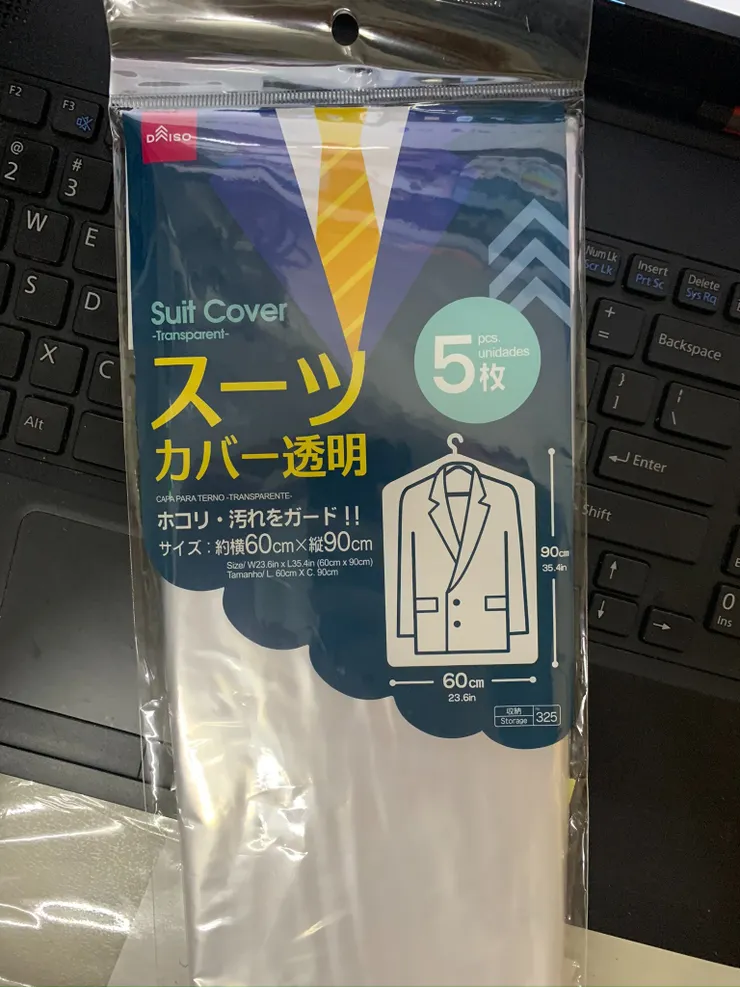 DAISO
Suit Cover
-Transparent-
スーツ
カバー透明
CAPA PARA TERNO -TRANSPARENTE-
ホコリ・汚れをガード!!
サイズ：約横60cm×縦90cm
Size/ W23.6in x L35.4in (60cm x 90cm)
Tamanho/ L. 60cm X C. 90cm
5
pcs.
unidades
枚
90cm
35.4in
60cm
23.6in
収納
Storage
No.
325
F2
F3
@
2
#
3
W
E
S
D
X
C
Alt
Num Lk
Scr Lk
Insert
Prt Sc
Delete
Sys Rq
+
=
Backspace
}
]
|
\
Enter
Shift
↑
↓
→
0
Ins